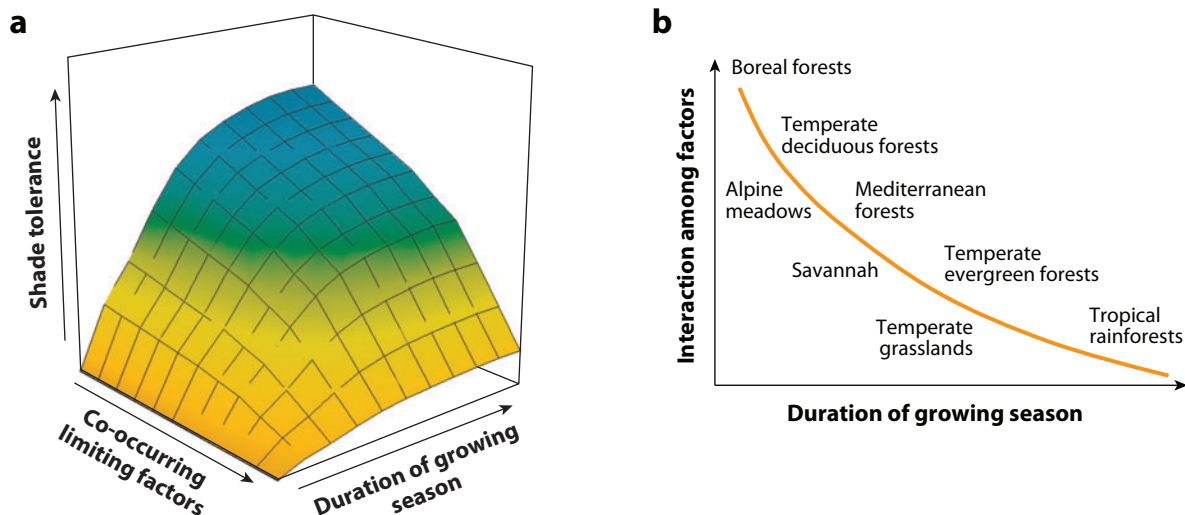 a
Shade tolerance
Co-occurring
limiting factors
Duration of growing
season
b
Interaction among factors
Boreal forests
Temperate
deciduous forests
Alpine
meadows
Mediterranean
forests
Savannah
Temperate
evergreen forests
Temperate
grasslands
Tropical
rainforests
Duration of growing season